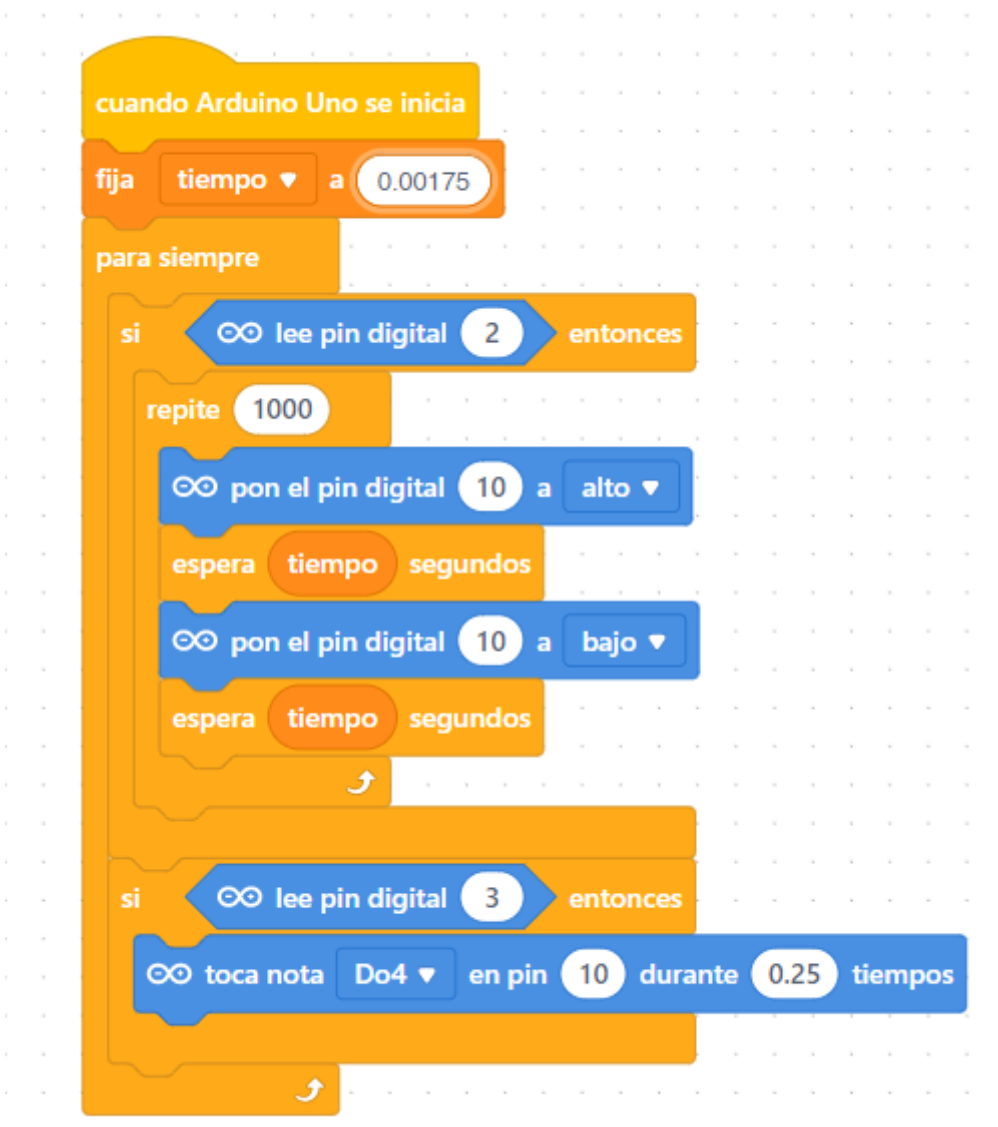 cuando Arduino Uno se inicia
fija tiempo a 0.00175
para siempre
si lee pin digital 2 entonces
repite 1000
pon el pin digital 10 a alto
espera tiempo segundos
pon el pin digital 10 a bajo
espera tiempo segundos
si lee pin digital 3 entonces
toca nota Do4 en pin 10 durante 0.25 tiempos